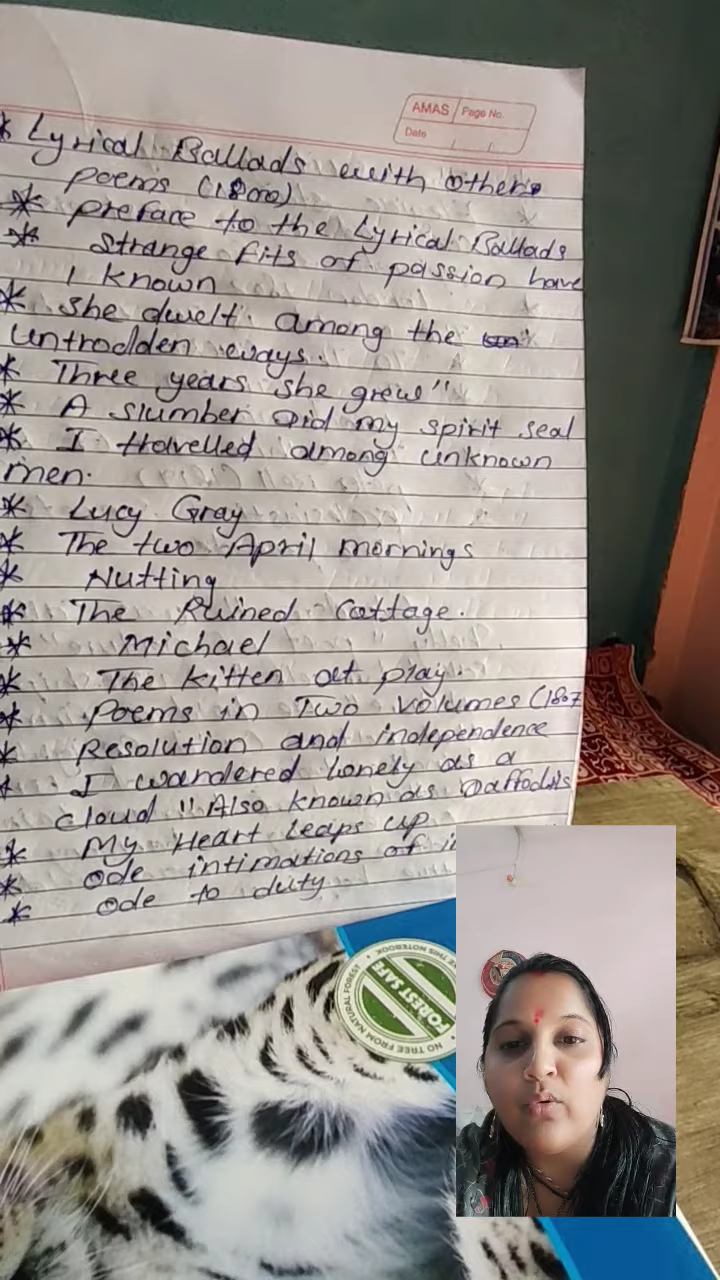 AMAS Page No.
Date
* Lyrical Ballads with others
poems (1800)
* preface to the Lyrical Ballads
* Strange fits of passion have
I known
* she dwelt among the
untrodden ways.
* Three years she grew"
* A slumber did my spirit seal
* I travelled among unknown
men.
* Lucy Gray
* The two April mornings
* Nutting
* The Ruined Cottage.
* Michael
* The kitten at play.
* Poems in Two volumes (1807
* Resolution and independence
* I wandered lonely as a
cloud " Also known as Daffodils
* My Heart leaps up
* ode intimations of
* ode to duty
FOREST SAFE
NO TREE FROM NATURAL FOREST
THIS NOTEBOOK